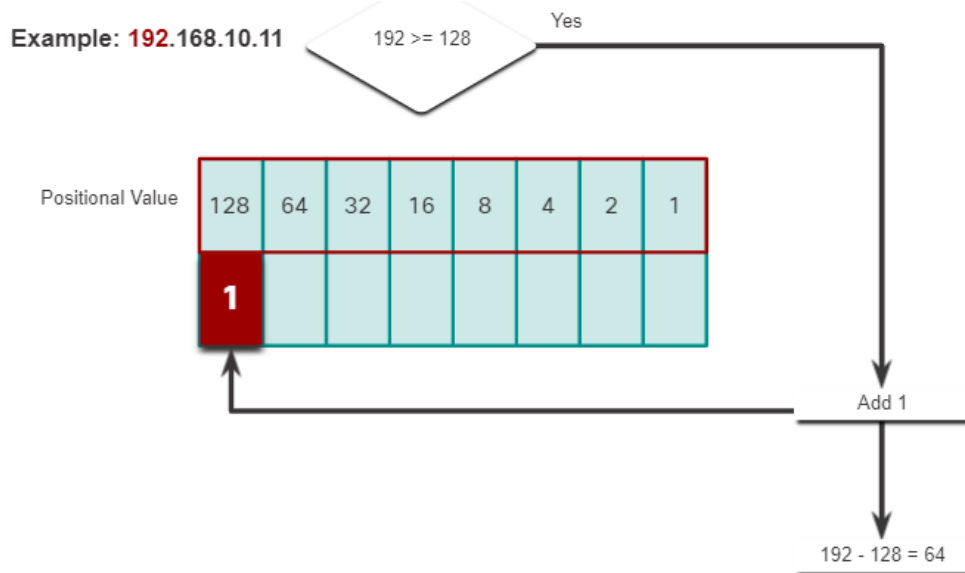 Yes
Example: 192.168.10.11
192 >= 128
Positional Value
128 64 32 16 8 4 2 1
1
Add 1
192 - 128 = 64